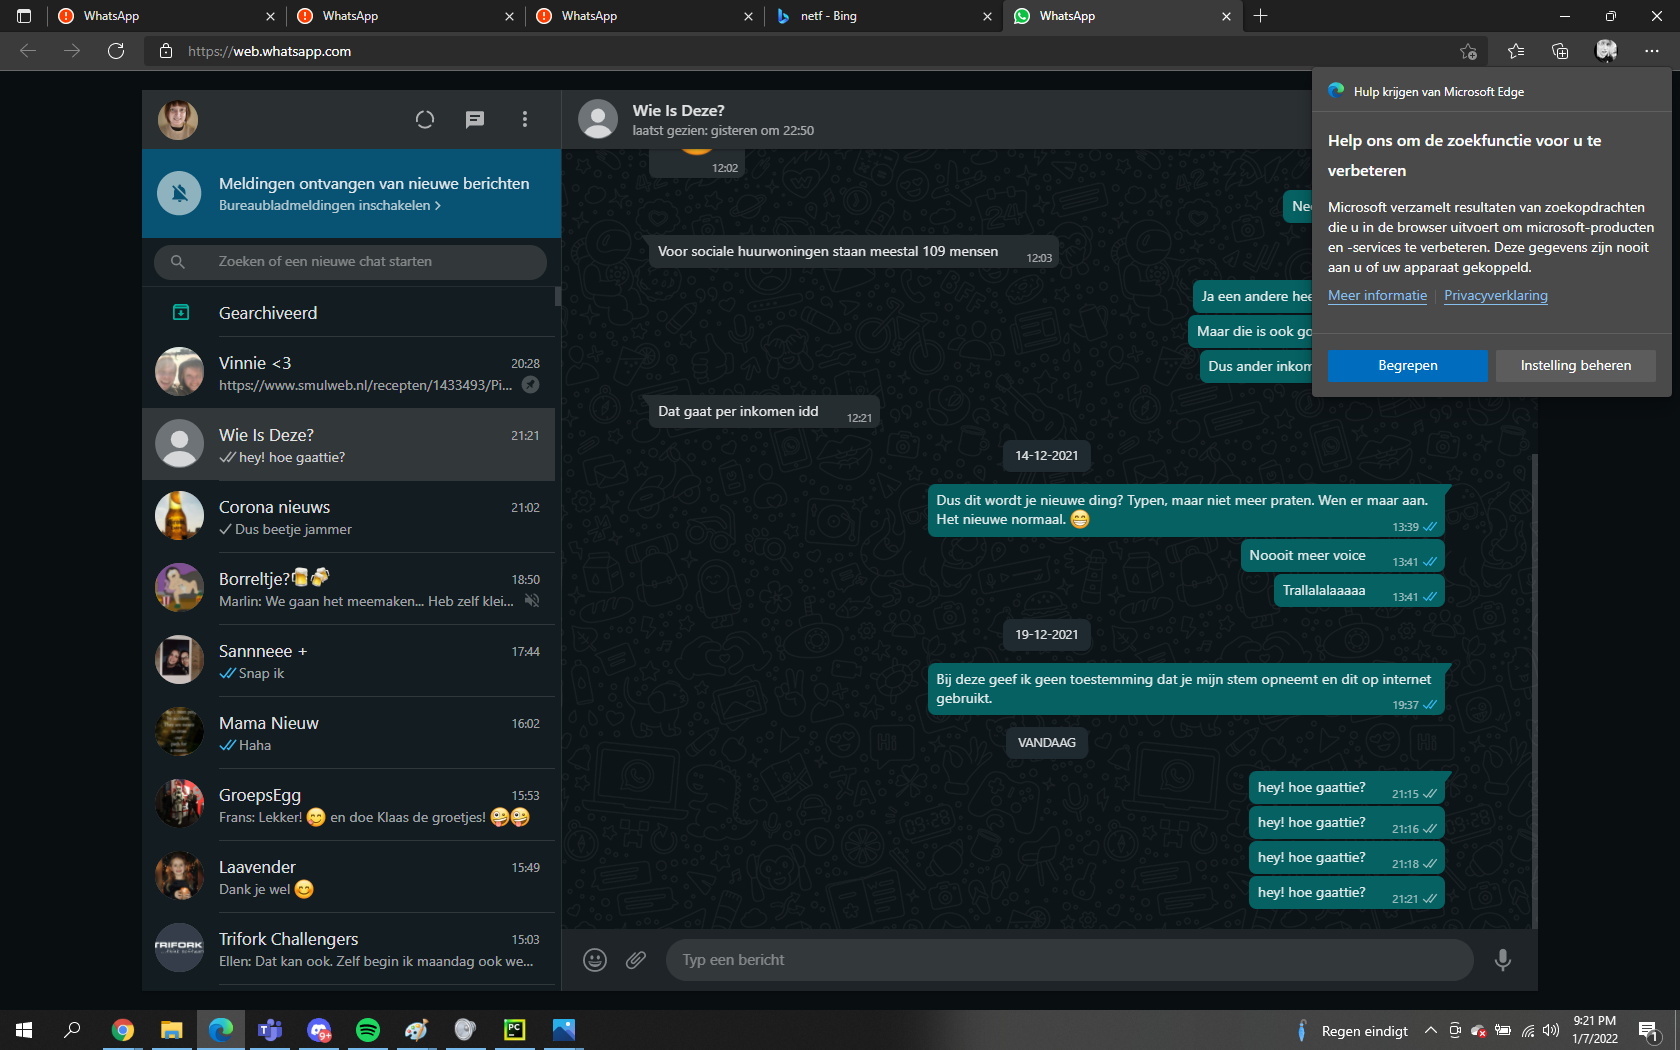 WhatsApp
WhatsApp
WhatsApp
netf - Bing
WhatsApp
https://web.whatsapp.com
Hulp krijgen van Microsoft Edge
Help ons om de zoekfunctie voor u te
verbeteren
Microsoft verzamelt resultaten van zoekopdrachten
die u in de browser uitvoert om microsoft-producten
en -services te verbeteren. Deze gegevens zijn nooit
aan u of uw apparaat gekoppeld.
Meer informatie
Privacyverklaring
Begrepen
Instelling beheren
Meldingen ontvangen van nieuwe berichten
Bureaubladmeldingen inschakelen >
Zoeken of een nieuwe chat starten
Gearchiveerd
Vinnie <3 20:28
https://www.smulweb.nl/recepten/1433493/Pi...
Wie Is Deze? 21:21
hey! hoe gaattie?
Corona nieuws 21:02
Dus beetje jammer
Borreltje?🍺🍻 18:50
Marlin: We gaan het meemaken... Heb zelf klei...
Sannneee + 17:44
Snap ik
Mama Nieuw 16:02
Haha
GroepsEgg 15:53
Frans: Lekker! 😋 en doe Klaas de groetjes! 🤪🤪
Laavender 15:49
Dank je wel 😊
TRIFORK
Trifork Challengers 15:03
Ellen: Dat kan ook. Zelf begin ik maandag ook we...
Wie Is Deze?
laatst gezien: gisteren om 22:50
12:02
Voor sociale huurwoningen staan meestal 109 mensen 12:03
Ja een andere
Maar die is ook
Dus ander
Dat gaat per inkomen idd 12:21
14-12-2021
Dus dit wordt je nieuwe ding? Typen, maar niet meer praten. Wen er maar aan.
Het nieuwe normaal. 😁 13:39
Noooit meer voice 13:41
Trallalalaaaaa 13:41
19-12-2021
Bij deze geef ik geen toestemming dat je mijn stem opneemt en dit op internet
gebruikt. 19:37
VANDAAG
hey! hoe gaattie? 21:15
hey! hoe gaattie? 21:16
hey! hoe gaattie? 21:18
hey! hoe gaattie? 21:21
Typ een bericht
9+
PC
Regen eindigt
9:21 PM
1/7/2022
1